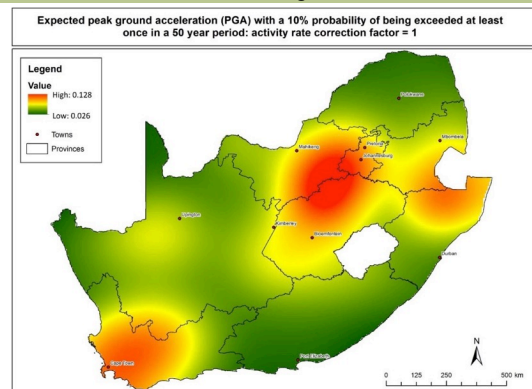 Expected peak ground acceleration (PGA) with a 10% probability of being exceeded at least
once in a 50 year period: activity rate correction factor = 1
Legend
Value
High: 0.128
Low: 0.026
Towns
Provinces
Polokwane
Mbombela
Pretoria
Mahikeng
Johannesburg
Upington
Kimberley
Bloemfontein
Durban
Port Elizabeth
Cape Town
N
0 125 250 500 km